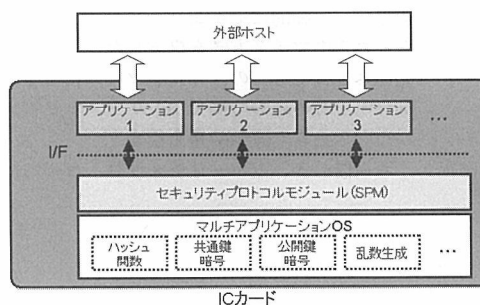 外部ホスト
アプリケーション
1
アプリケーション
2
アプリケーション
3
…
I/F
セキュリティプロトコルモジュール(SPM)
マルチアプリケーションOS
ハッシュ
関数
共通鍵
暗号
公開鍵
暗号
乱数生成
…
ICカード